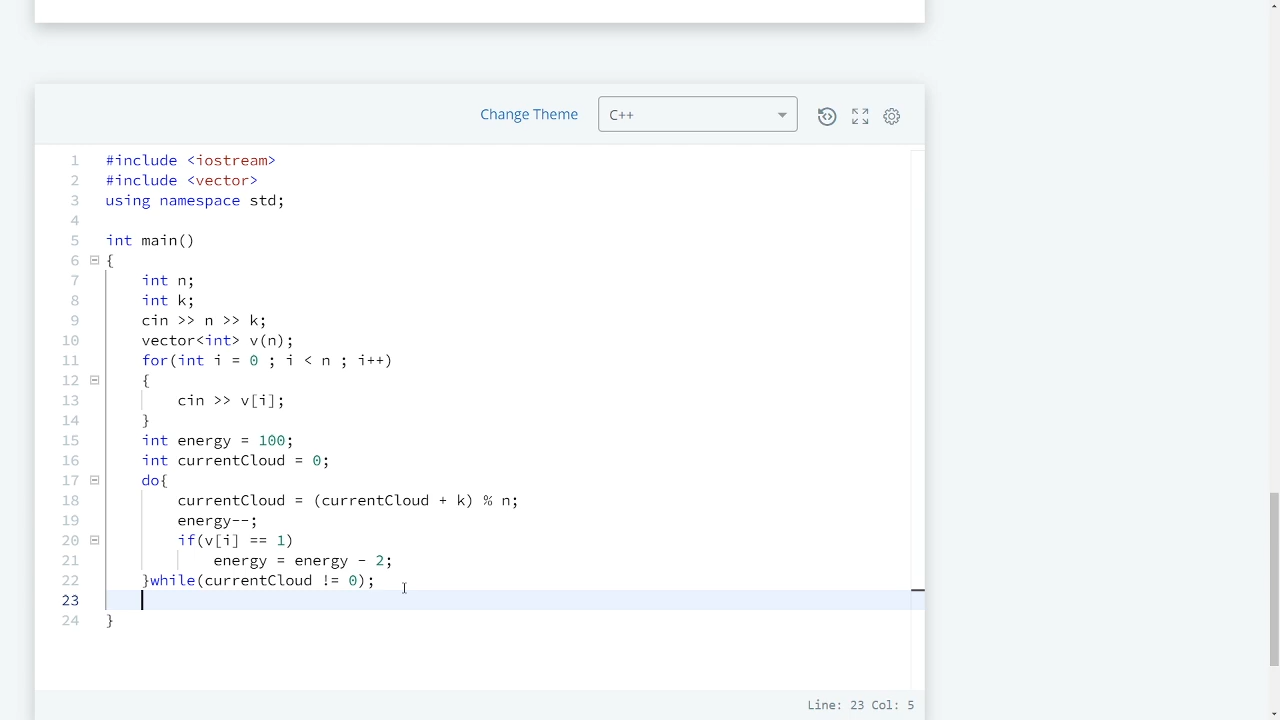 Change Theme C++
1 #include <iostream>
2 #include <vector>
3 using namespace std;
4
5 int main()
6 {
7 int n;
8 int k;
9 cin >> n >> k;
10 vector<int> v(n);
11 for(int i = 0 ; i < n ; i++)
12 {
13 cin >> v[i];
14 }
15 int energy = 100;
16 int currentCloud = 0;
17 do{
18 currentCloud = (currentCloud + k) % n;
19 energy--;
20 if(v[i] == 1)
21 energy = energy - 2;
22 }while(currentCloud != 0);
23
24 }
Line: 23 Col: 5